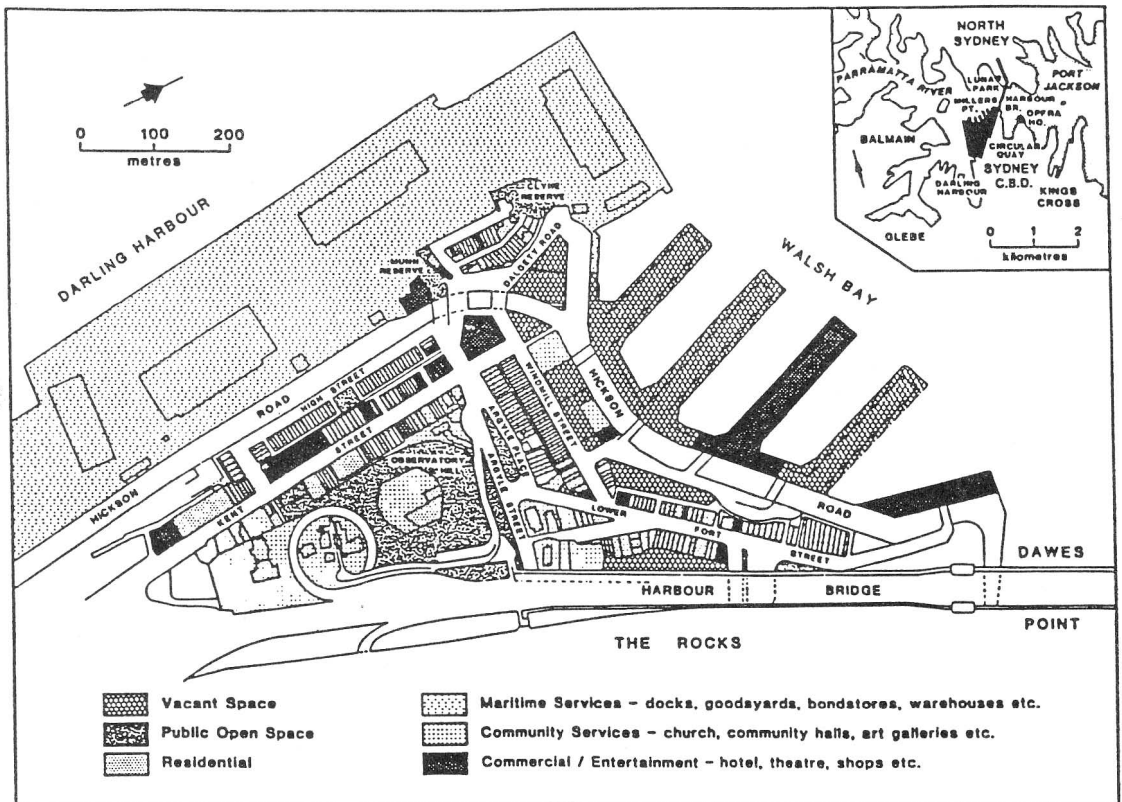 0 100 200
metres
NORTH
SYDNEY
PARRAMATTA
RIVER
LUNA
PARK
PORT
JACKSON
MILLERS
PT.
HARBOUR
BR.
OPERA
HO.
BALMAIN
CIRCULAR
QUAY
SYDNEY
C.B.D.
DARLING
HARBOUR
KINGS
CROSS
GLEBE
0 1 2
kilometres
DARLING HARBOUR
CLYNE
RESERVE
MUNN
RESERVE
DALGETY ROAD
WALSH BAY
HICKSON ROAD
HIGH STREET
KENT STREET
WINDMILL STREET
HICKSON ROAD
ARGYLE PLACE
ARGYLE STREET
OBSERVATORY
HILL
LOWER FORT STREET
HARBOUR BRIDGE
DAWES
POINT
THE ROCKS
Vacant Space
Public Open Space
Residential
Maritime Services - docks, goodsyards, bondstores, warehouses etc.
Community Services - church, community halls, art galleries etc.
Commercial / Entertainment - hotel, theatre, shops etc.